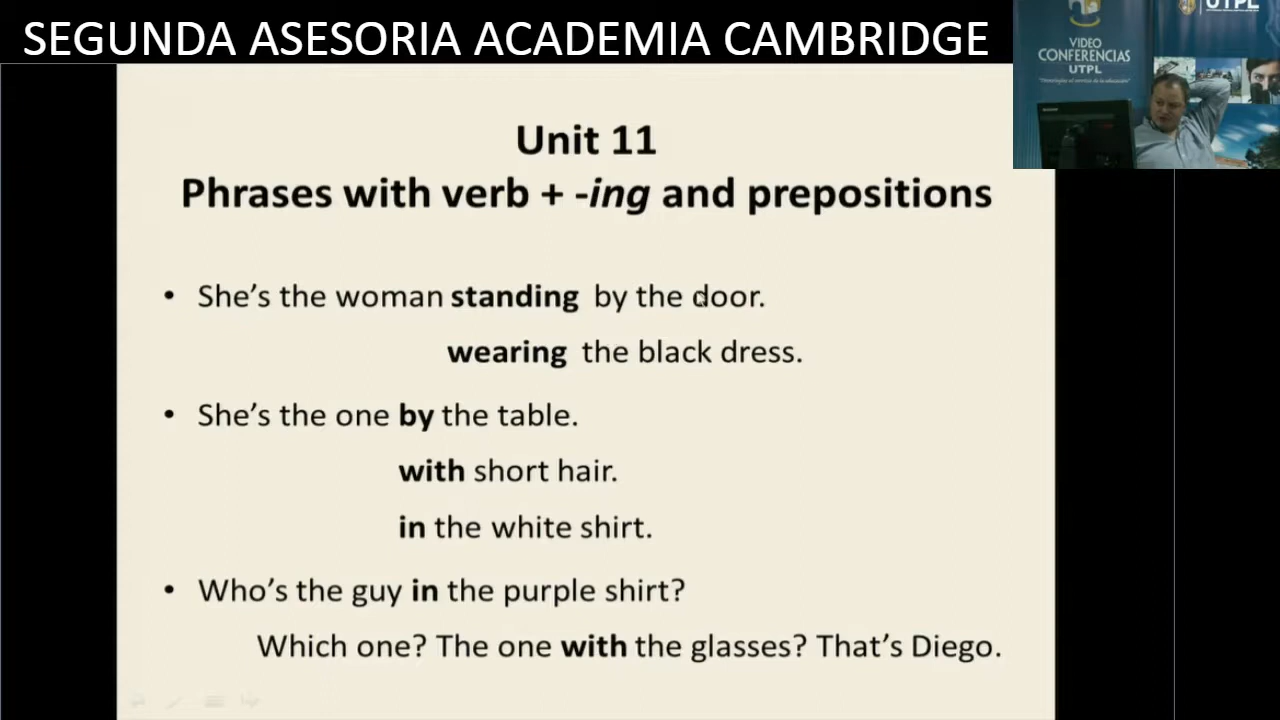 SEGUNDA ASESORIA ACADEMIA CAMBRIDGE
UTPL
VIDEO
CONFERENCIAS
UTPL
Unit 11
Phrases with verb + -ing and prepositions
• She's the woman standing by the door.
wearing the black dress.
• She's the one by the table.
with short hair.
in the white shirt.
• Who's the guy in the purple shirt?
Which one? The one with the glasses? That's Diego.